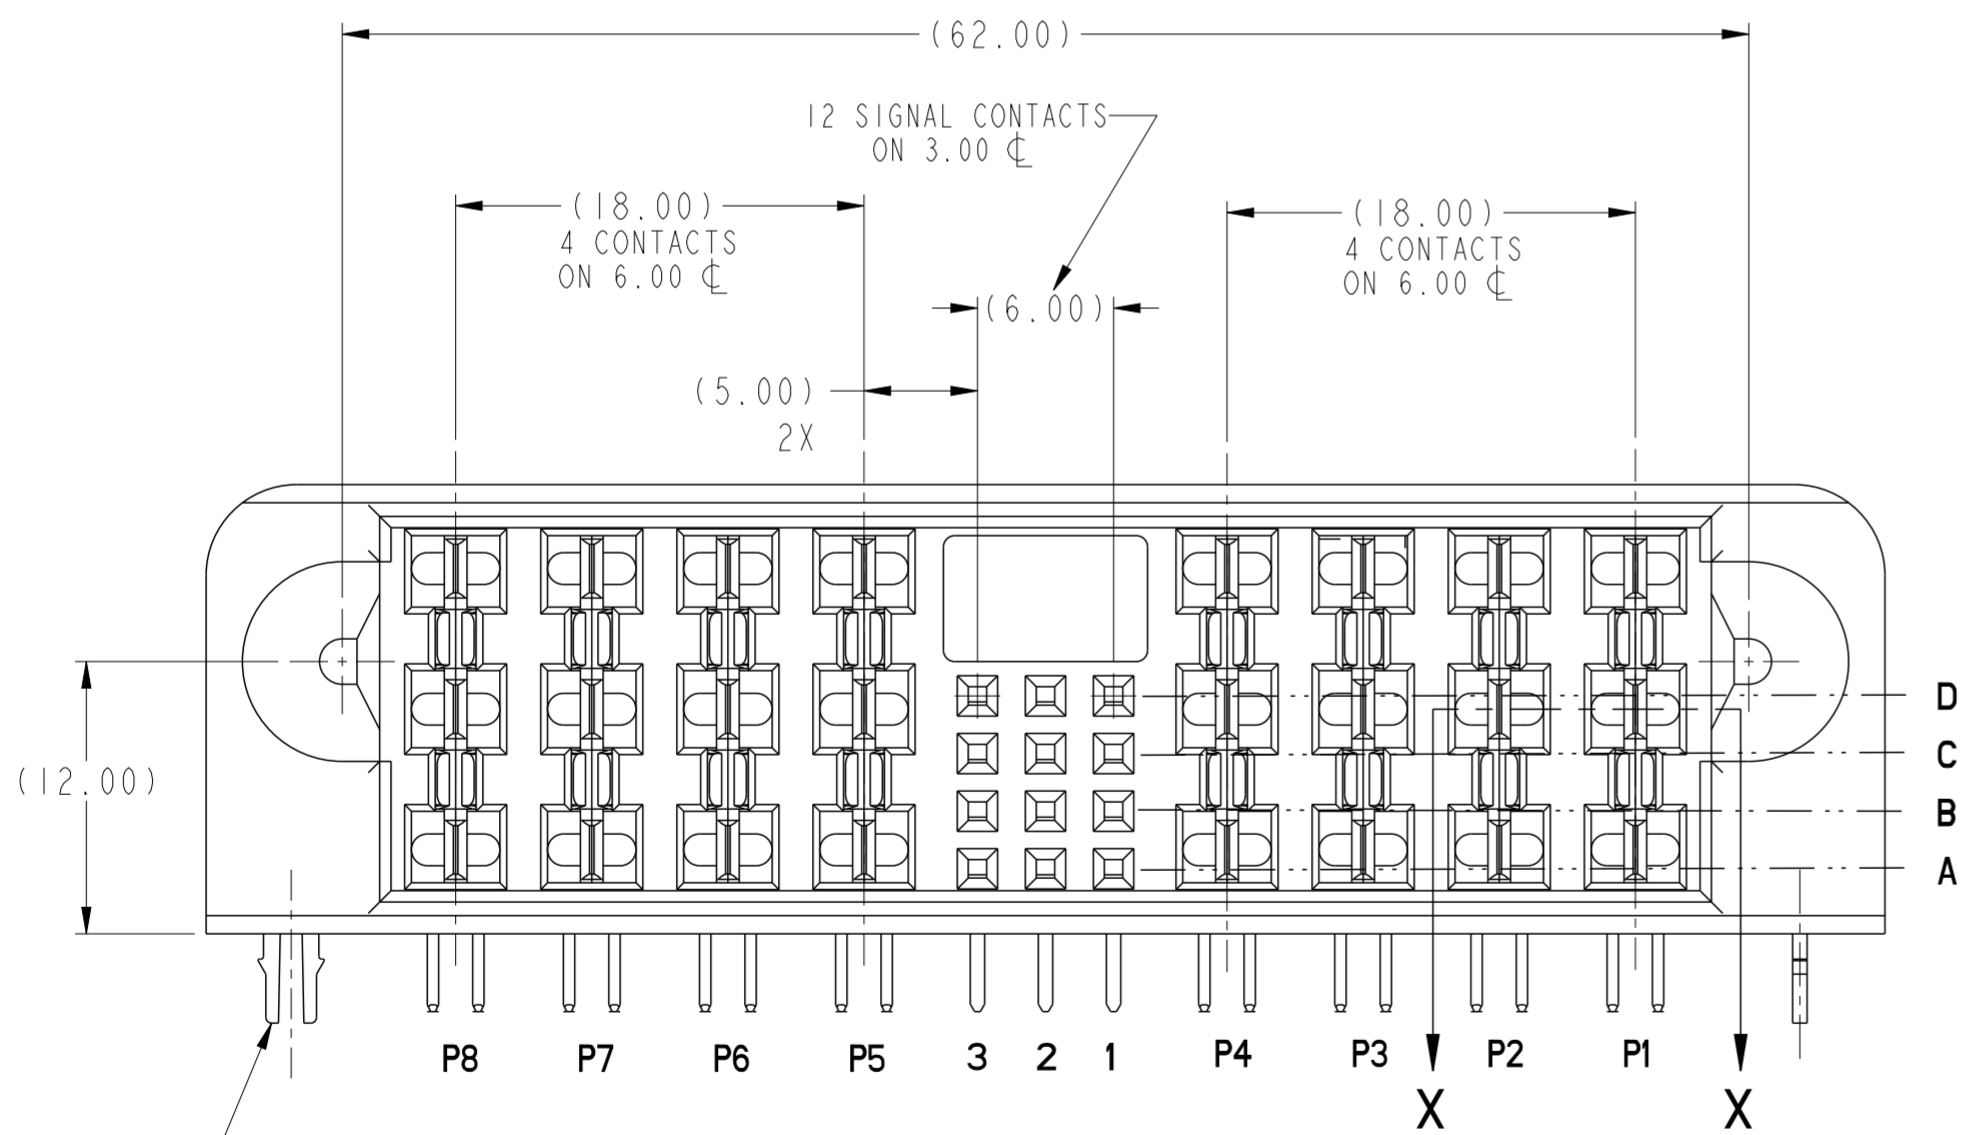 (62.00)
12 SIGNAL CONTACTS
ON 3.00 ℄
(18.00)
4 CONTACTS
ON 6.00 ℄
(18.00)
4 CONTACTS
ON 6.00 ℄
(6.00)
(5.00)
2X
(12.00)
D
C
B
A
P8 P7 P6 P5 3 2 1 P4 P3 P2 P1
X X